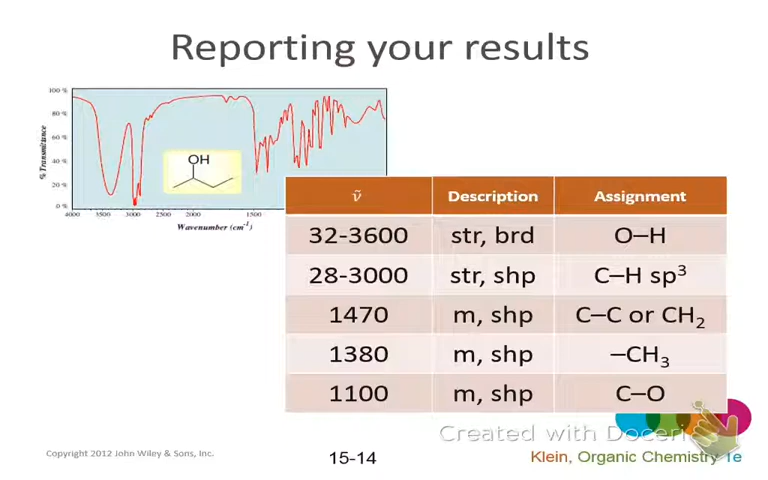 Reporting your results
100 %
80 %
60 %
40 %
20 %
0 %
% Transmittance
OH
4000 3500 3000 2500 2000 1500
Wavenumber (cm⁻¹)
ṽ Description Assignment
32-3600 str, brd O–H
28-3000 str, shp C–H sp³
1470 m, shp C–C or CH₂
1380 m, shp –CH₃
1100 m, shp C–O
Created with Doceri
Copyright 2012 John Wiley & Sons, Inc.
15-14
Klein, Organic Chemistry 1e